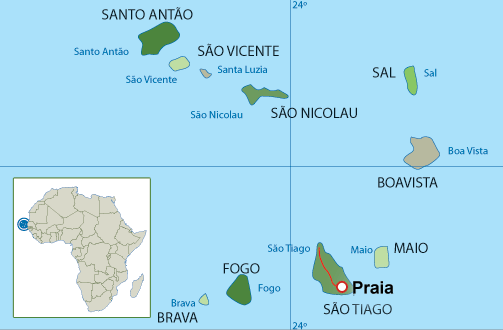 24°
SANTO ANTÃO
Santo Antão
SÃO VICENTE
São Vicente
Santa Luzia
SAL
Sal
São Nicolau
SÃO NICOLAU
Boa Vista
BOAVISTA
São Tiago
Maio
MAIO
FOGO
Fogo
Praia
Brava
BRAVA
SÃO TIAGO
24°